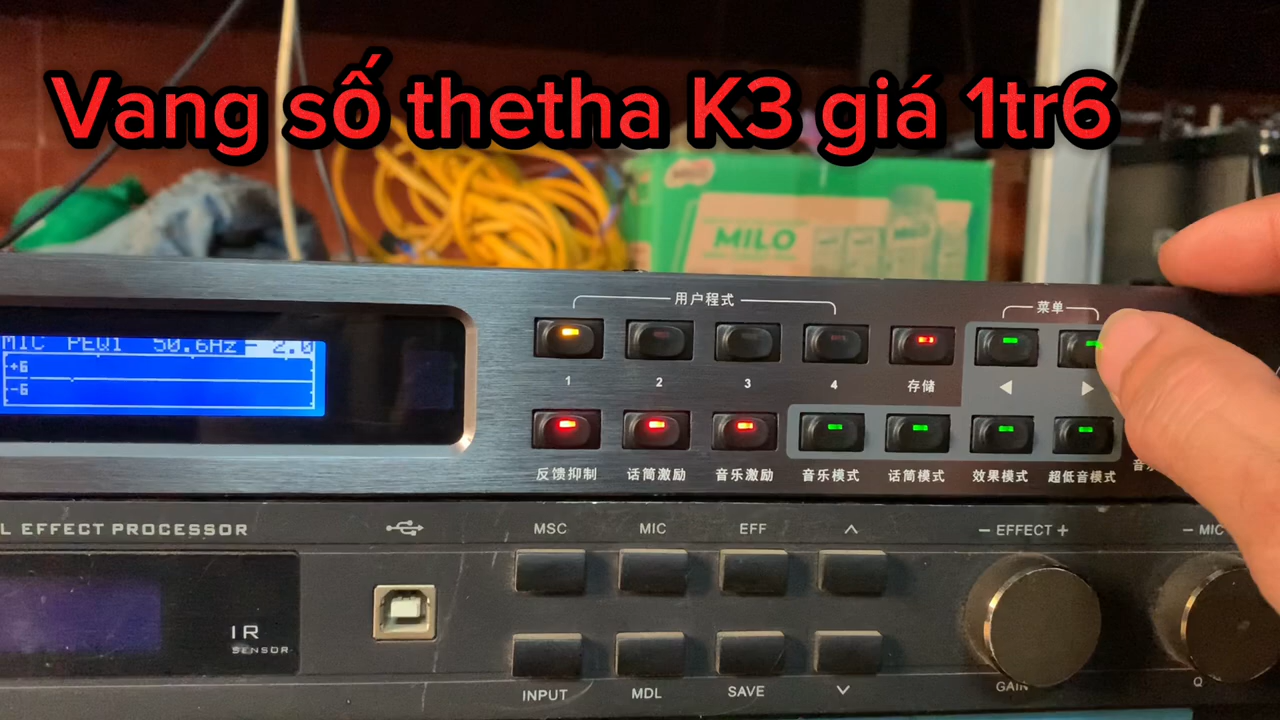 Vang số thetha K3 giá 1tr6
MILO
MILO
用户程式
菜单
MIC PEQ1 50.6Hz - 2.0
+6
-6
1 2 3 4 存储 ◀ ▶
反馈抑制 话筒激励 音乐激励 音乐模式 话筒模式 效果模式 超低音模式 音
L EFFECT PROCESSOR
MSC MIC EFF ∧ − EFFECT + − MIC
IR
SENSOR
INPUT MDL SAVE ∨ GAIN Q